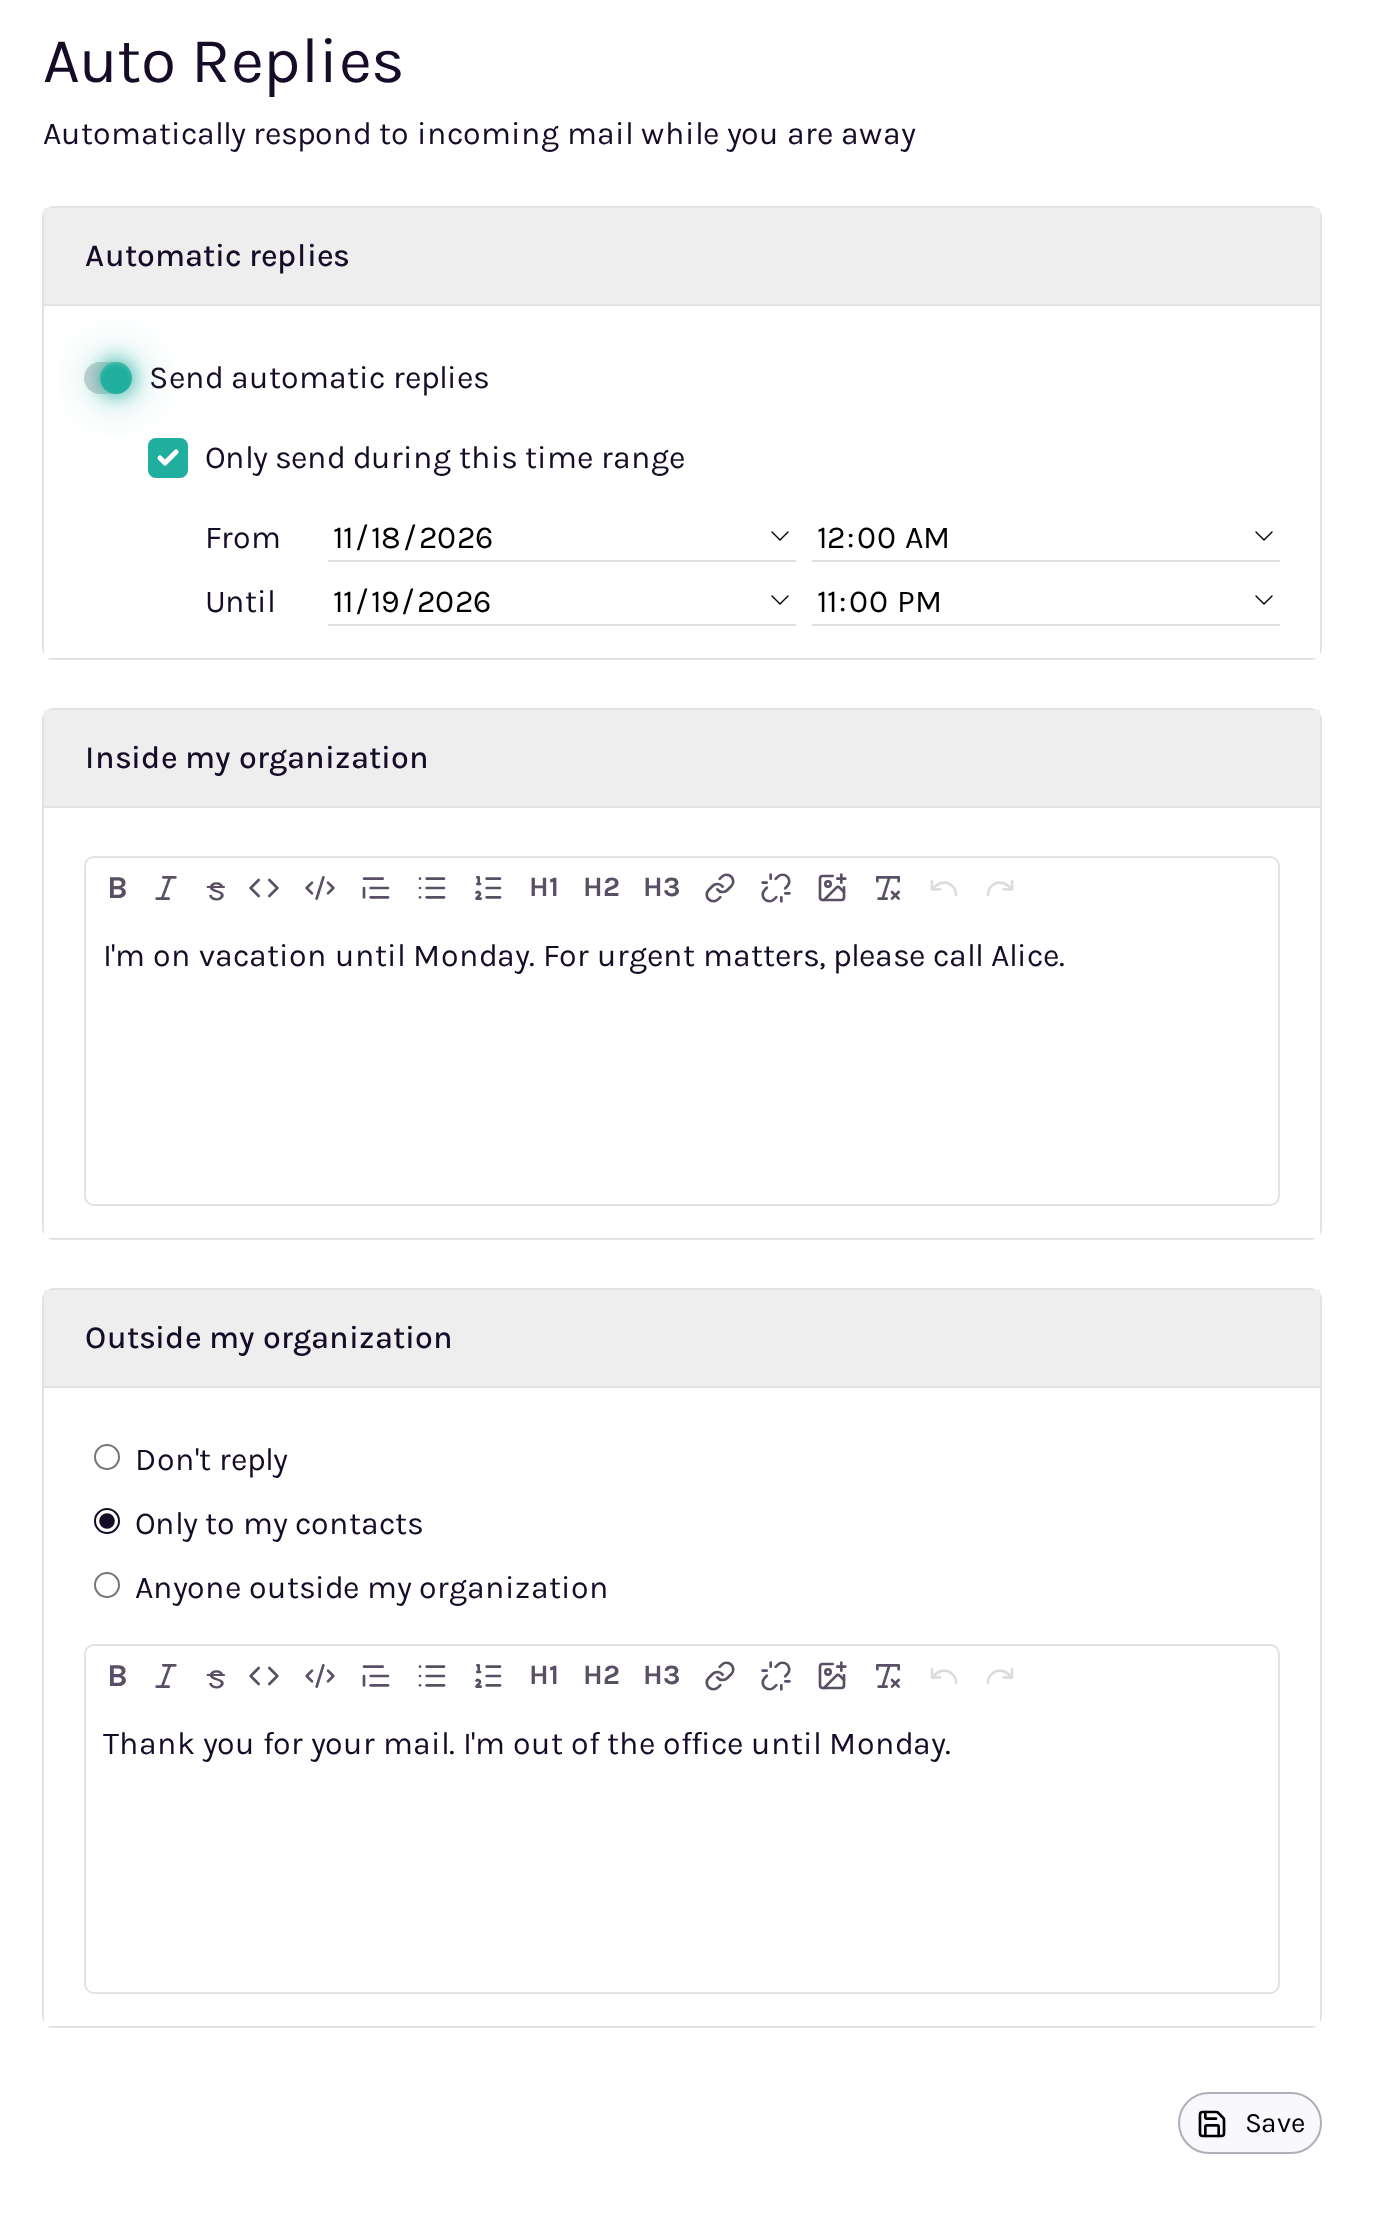 Auto Replies
Automatically respond to incoming mail while you are away
Automatic replies
Send automatic replies
Only send during this time range
From 11/18/2026 12:00 AM
Until 11/19/2026 11:00 PM
Inside my organization
B I S <> </> H1 H2 H3
I'm on vacation until Monday. For urgent matters, please call Alice.
Outside my organization
Don't reply
Only to my contacts
Anyone outside my organization
B I S <> </> H1 H2 H3
Thank you for your mail. I'm out of the office until Monday.
Save